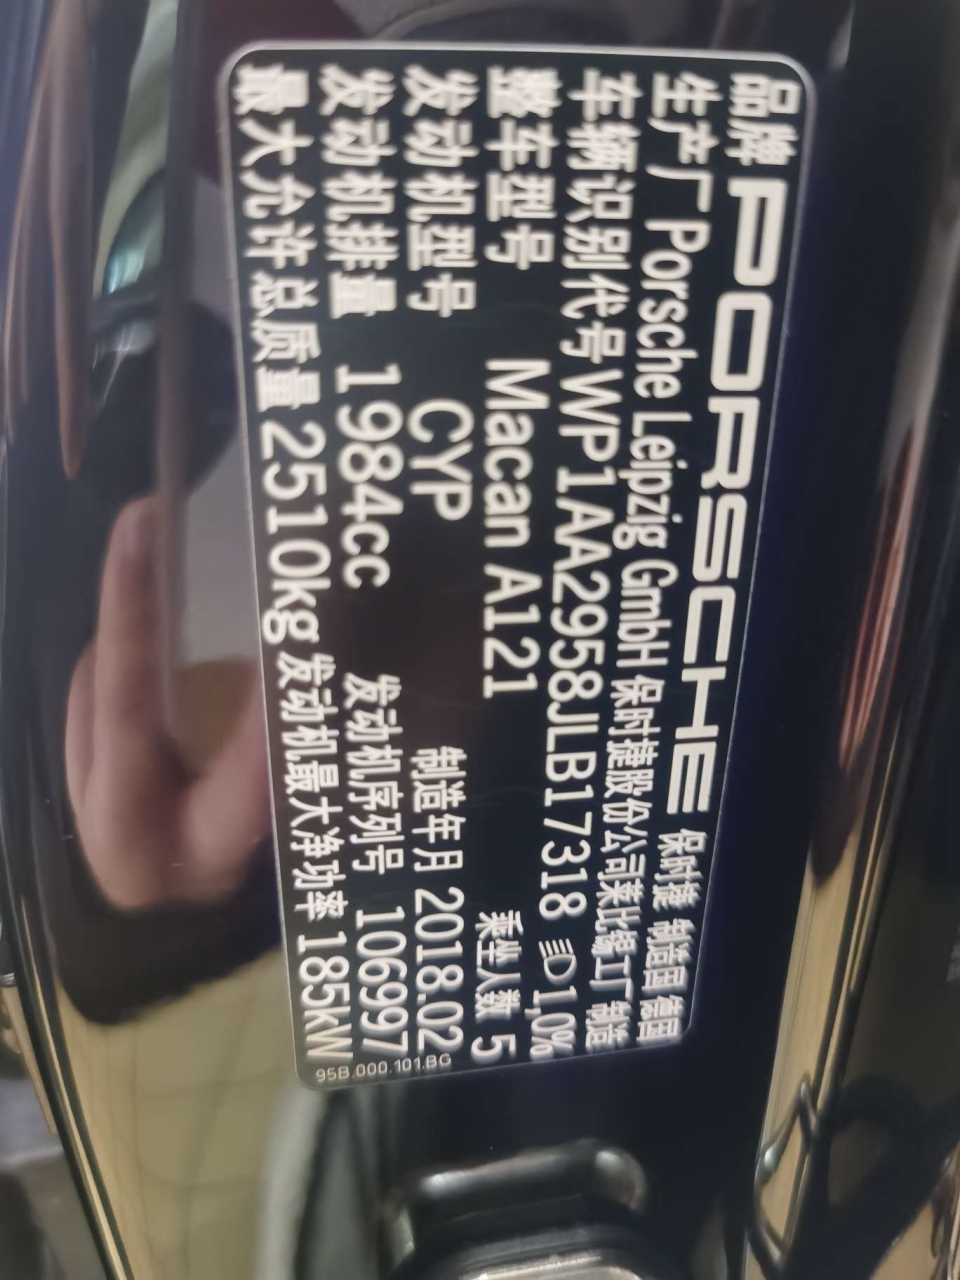 品牌 PORSCHE 保时捷 制造国 德国
生产厂 Porsche Leipzig GmbH 保时捷股份公司莱比锡工厂 制造
车辆识别代号 WP1AA2958JLB17318 1,0%
整车型号 Macan A121 乘坐人数 5
发动机型号 CYP 制造年月 2018.02
发动机排量 1984cc 发动机序列号 106997
最大允许总质量 2510kg 发动机最大净功率 185kW
95B.000.101.BG